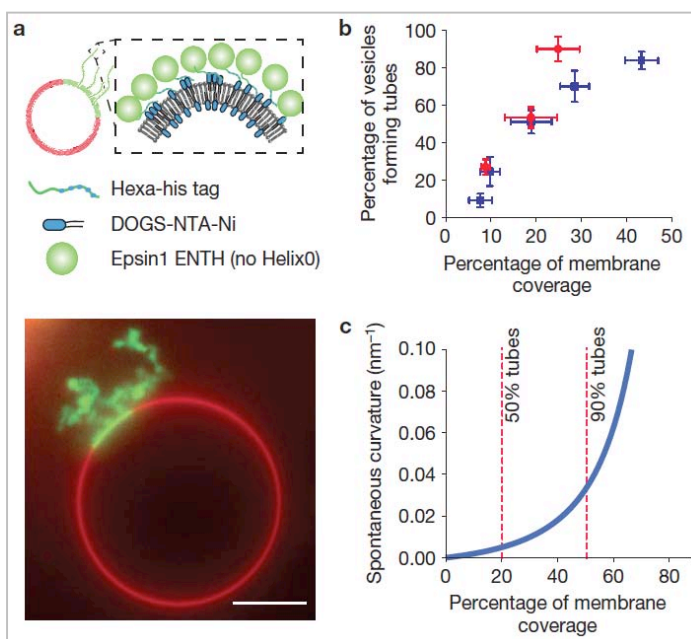 a
Hexa-his tag
DOGS-NTA-Ni
Epsin1 ENTH (no Helix0)
b
Percentage of vesicles
forming tubes
100
80
60
40
20
0
0 10 20 30 40 50
Percentage of membrane
coverage
c
Spontaneous curvature (nm⁻¹)
0.10
0.08
0.06
0.04
0.02
0.00
50% tubes
90% tubes
0 20 40 60 80
Percentage of membrane
coverage